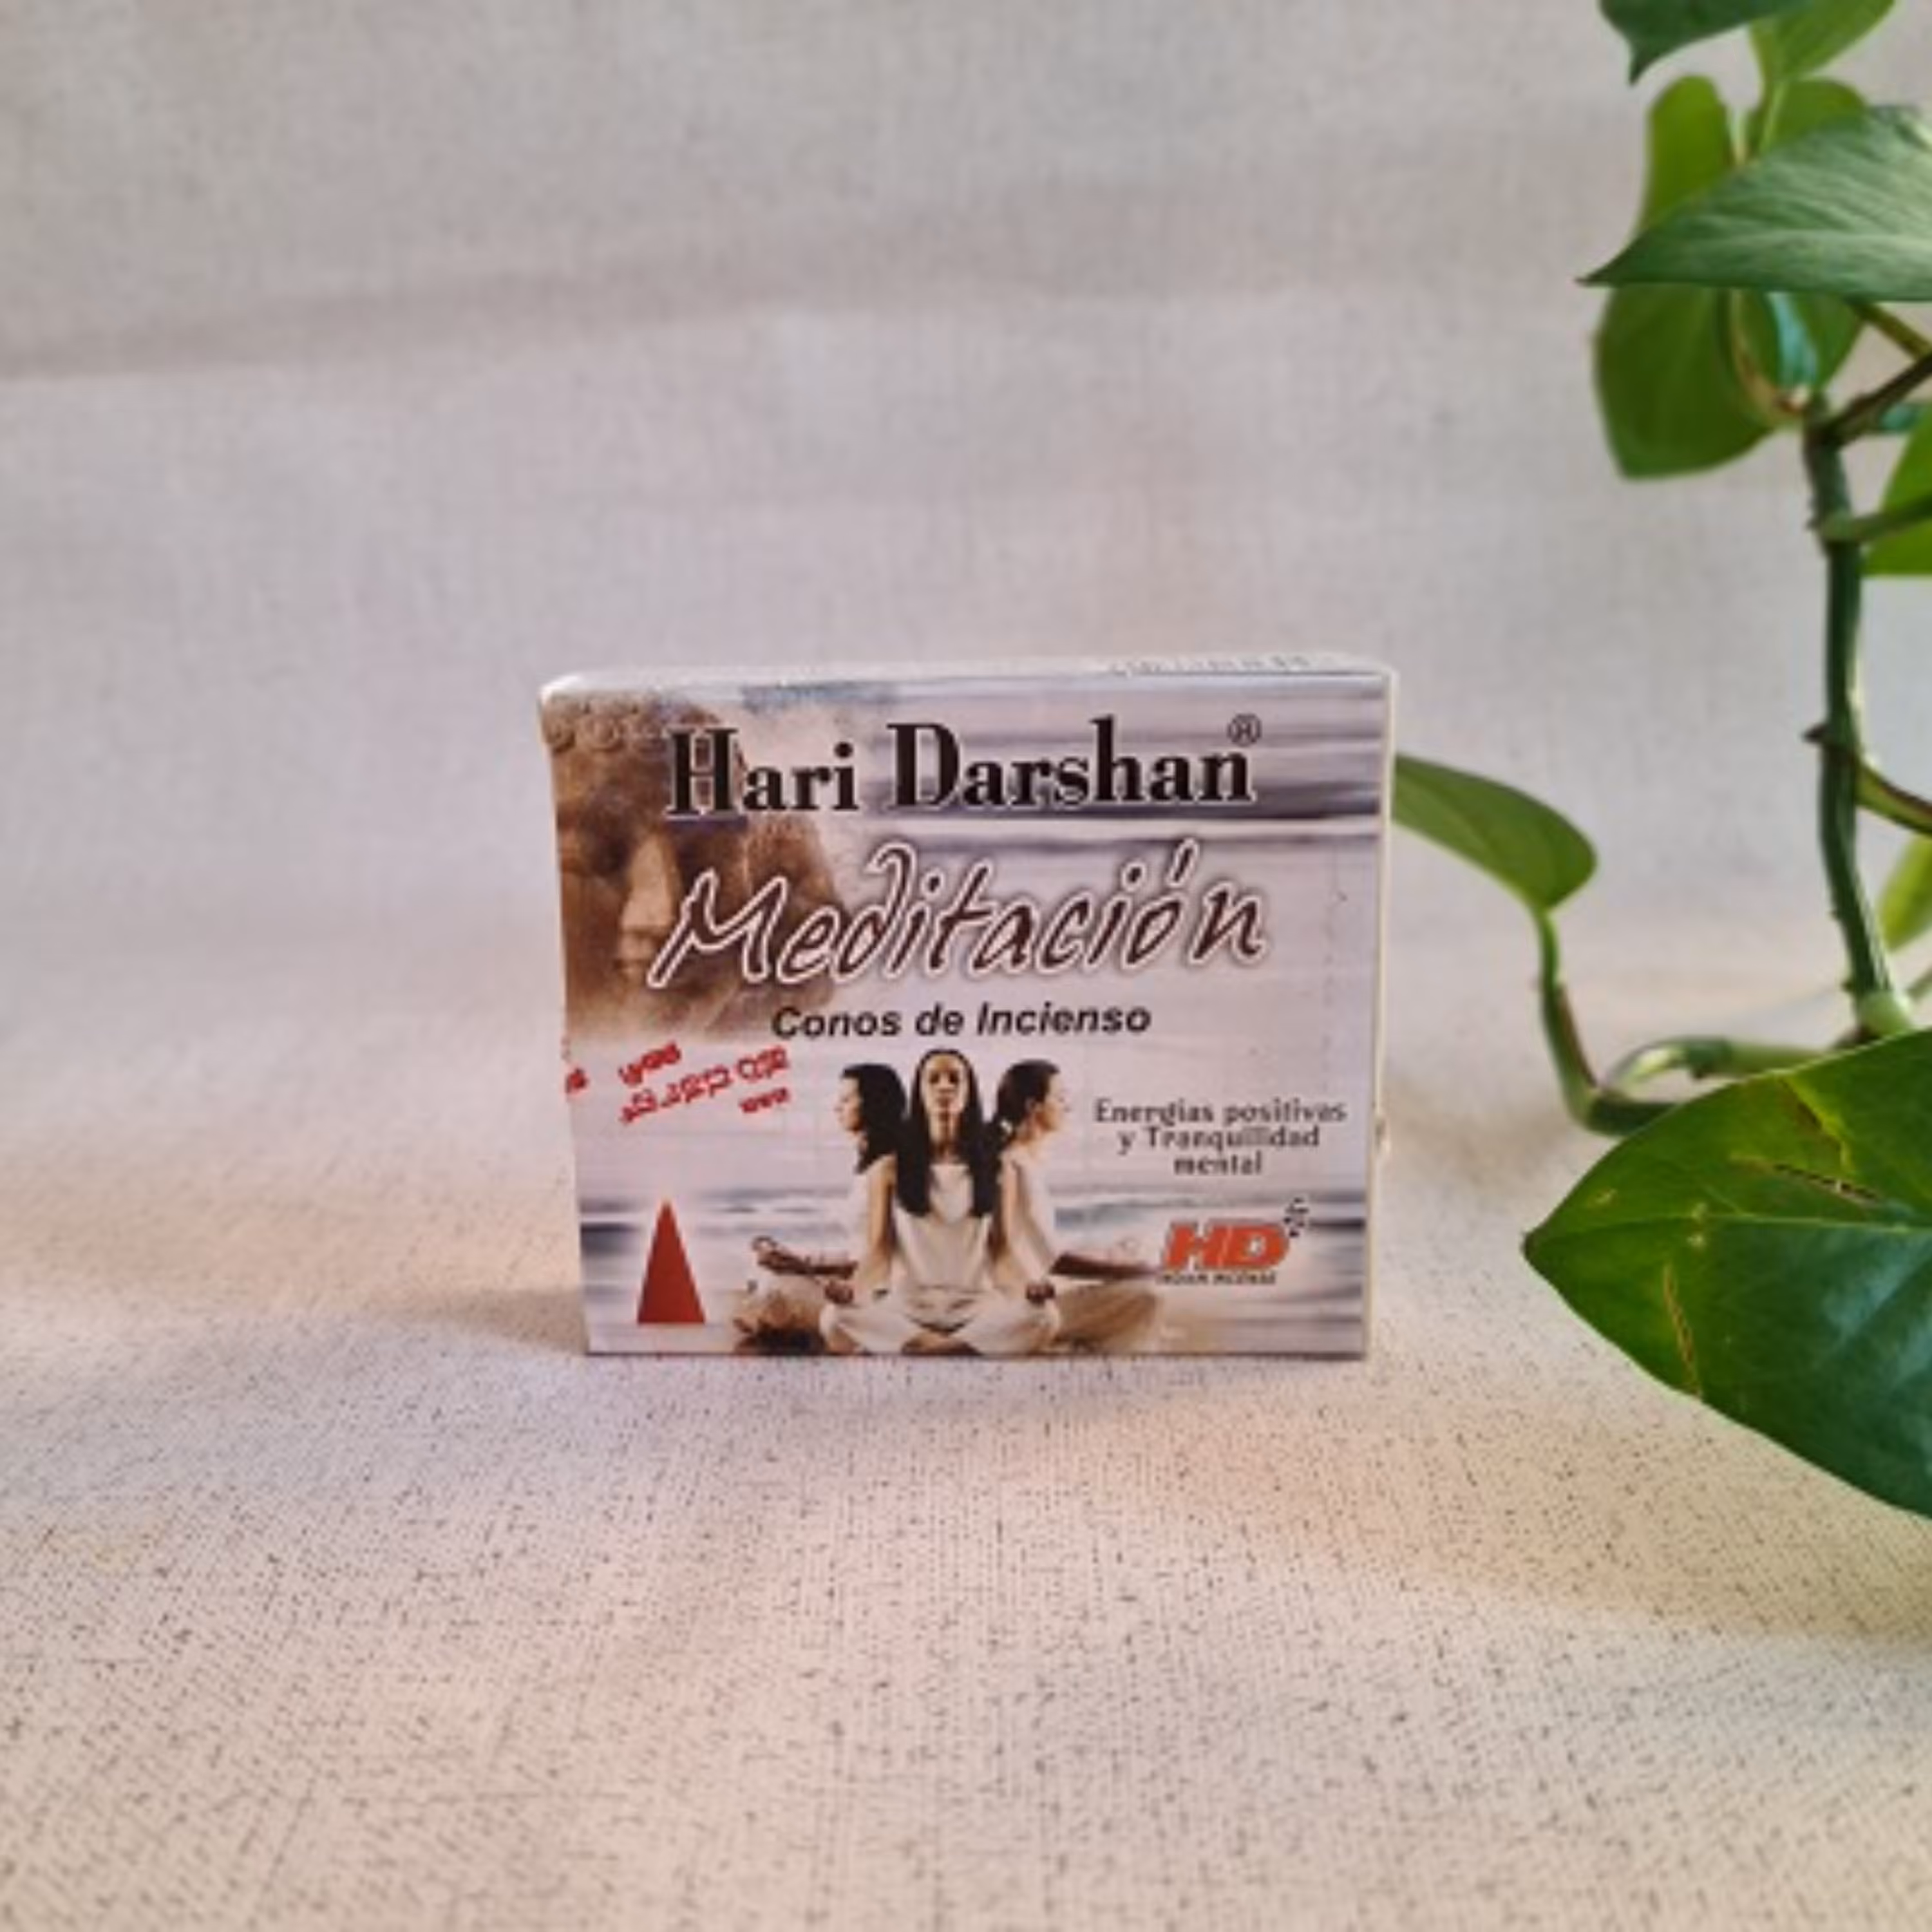 Hari Darshan®
Meditación
Conos de Incienso
Energías positivas
y Tranquilidad
mental
HD